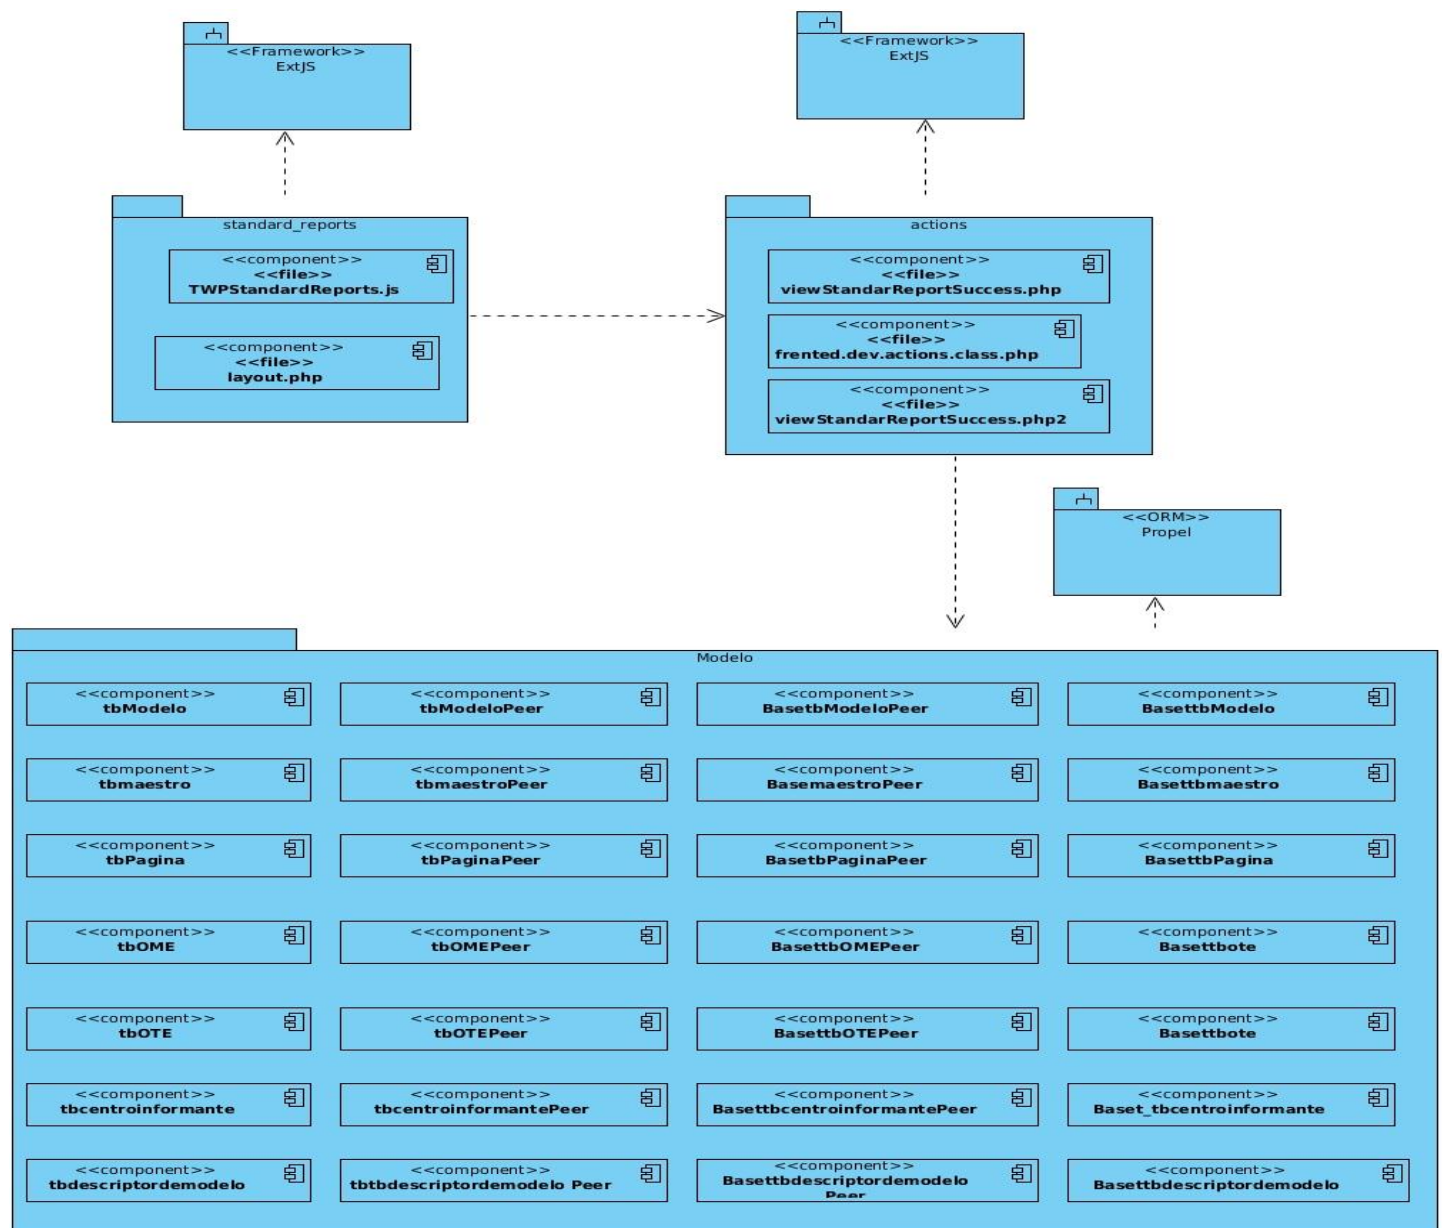 <<Framework>>
ExtJS
<<Framework>>
ExtJS
standard_reports
<<component>>
<<file>>
TWPStandardReports.js
<<component>>
<<file>>
layout.php
actions
<<component>>
<<file>>
viewStandarReportSuccess.php
<<component>>
<<file>>
frented.dev.actions.class.php
<<component>>
<<file>>
viewStandarReportSuccess.php2
<<ORM>>
Propel
Modelo
<<component>>
tbModelo
<<component>>
tbModeloPeer
<<component>>
BasetbModeloPeer
<<component>>
BasettbModelo
<<component>>
tbmaestro
<<component>>
tbmaestroPeer
<<component>>
BasemaestroPeer
<<component>>
Basettbmaestro
<<component>>
tbPagina
<<component>>
tbPaginaPeer
<<component>>
BasetbPaginaPeer
<<component>>
BasettbPagina
<<component>>
tbOME
<<component>>
tbOMEPeer
<<component>>
BasettbOMEPeer
<<component>>
Basettbote
<<component>>
tbOTE
<<component>>
tbOTEPeer
<<component>>
BasettbOTEPeer
<<component>>
Basettbote
<<component>>
tbcentroinformante
<<component>>
tbcentroinformantePeer
<<component>>
BasettbcentroinformantePeer
<<component>>
Baset_tbcentroinformante
<<component>>
tbdescriptordemodelo
<<component>>
tbtbdescriptordemodelo Peer
<<component>>
Basettbdescriptordemodelo
Peer
<<component>>
Basettbdescriptordemodelo